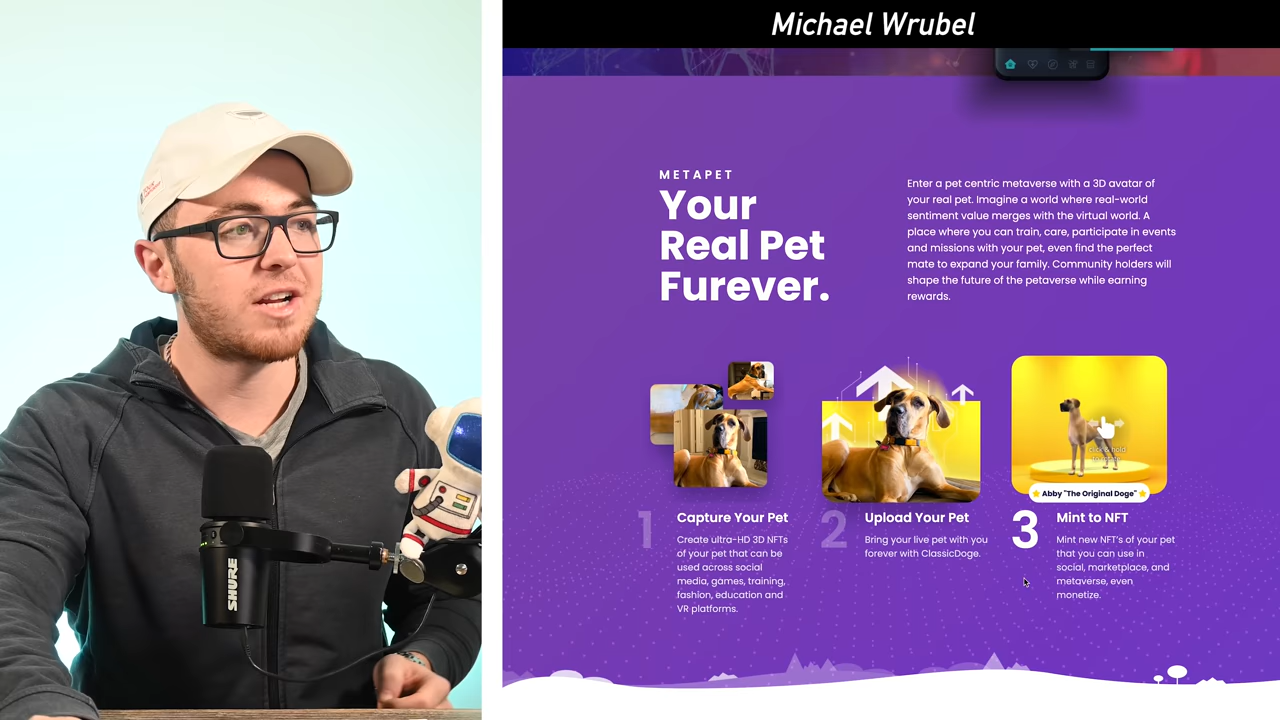 Michael Wrubel
METAPET
Your
Real Pet
Furever.
Enter a pet centric metaverse with a 3D avatar of
your real pet. Imagine a world where real-world
sentiment value merges with the virtual world. A
place where you can train, care, participate in events
and missions with your pet, even find the perfect
mate to expand your family. Community holders will
shape the future of the petaverse while earning
rewards.
Abby "The Original Doge"
1
Capture Your Pet
Create ultra-HD 3D NFTs
of your pet that can be
used across social
media, games, training,
fashion, education and
VR platforms.
2
Upload Your Pet
Bring your live pet with you
forever with ClassicDoge.
3
Mint to NFT
Mint new NFT's of your pet
that you can use in
social, marketplace, and
metaverse, even
monetize.
SHURE